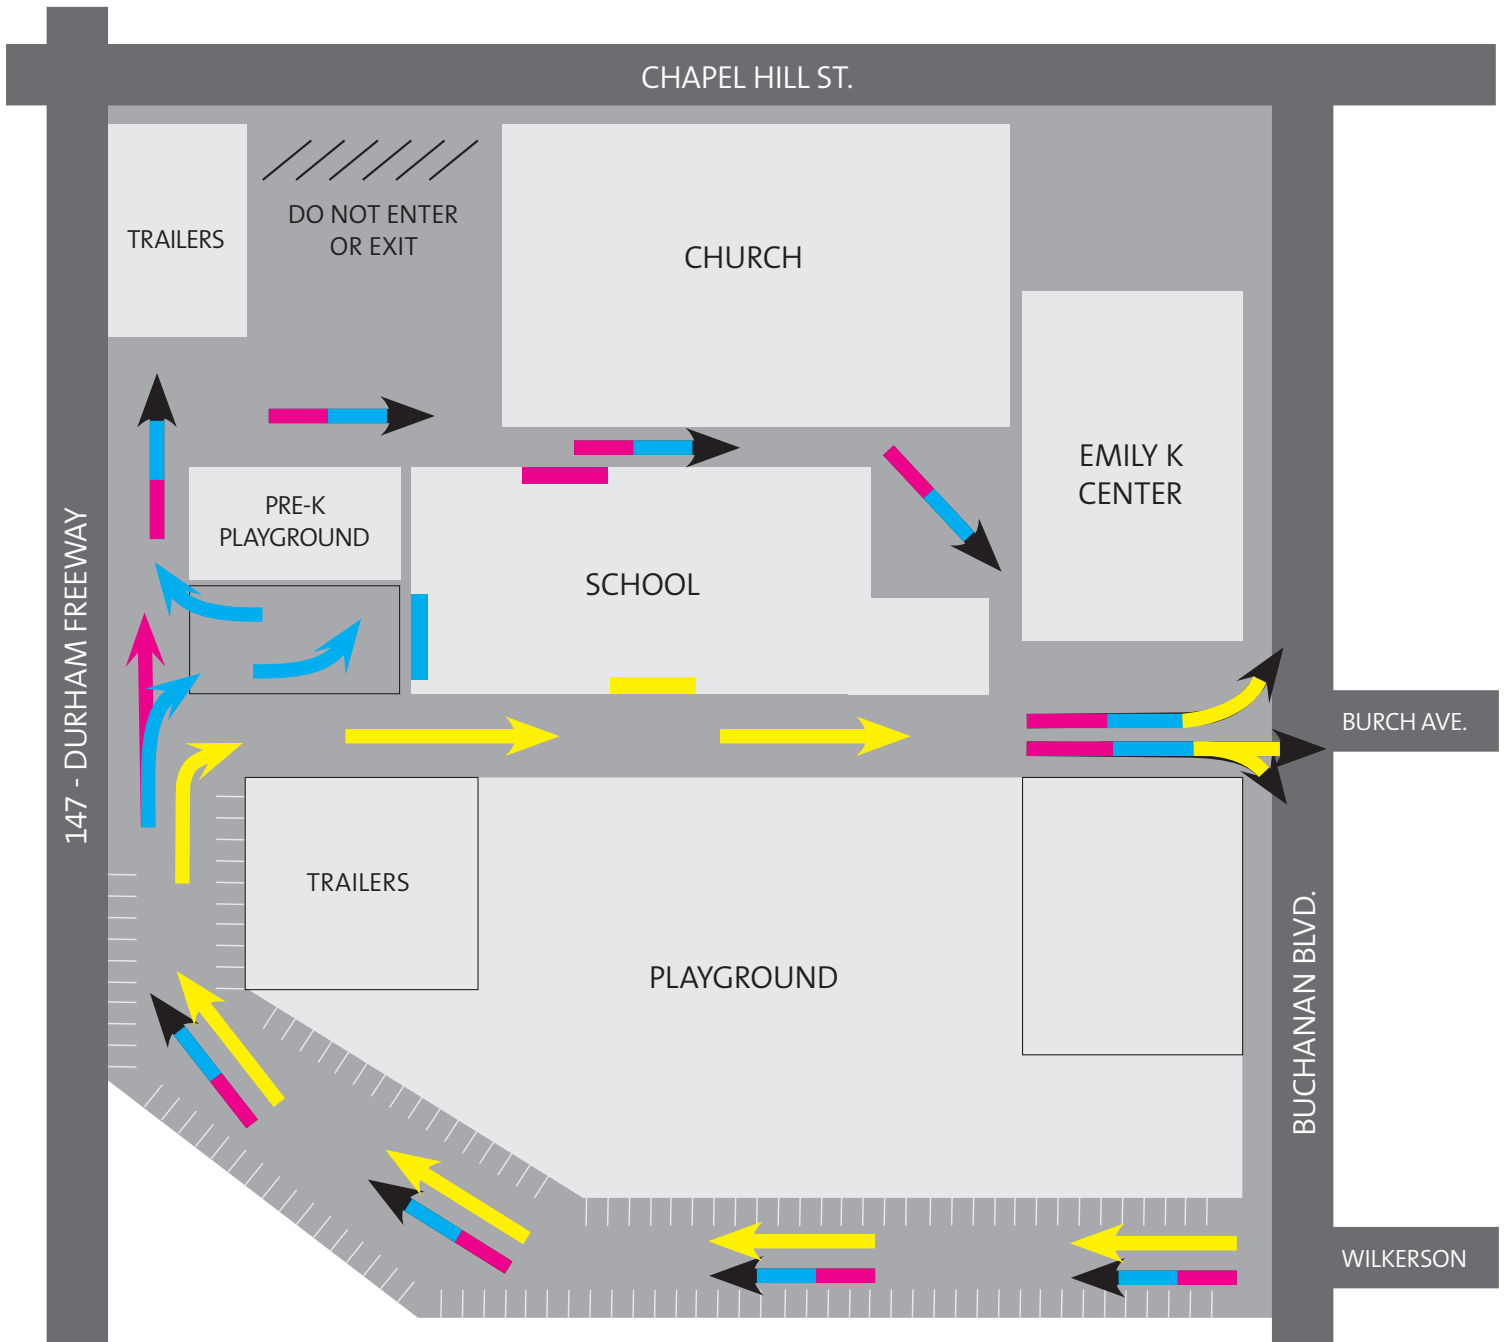 CHAPEL HILL ST.
TRAILERS
DO NOT ENTER
OR EXIT
CHURCH
EMILY K
CENTER
PRE-K
PLAYGROUND
SCHOOL
147 - DURHAM FREEWAY
BURCH AVE.
TRAILERS
PLAYGROUND
BUCHANAN BLVD.
WILKERSON